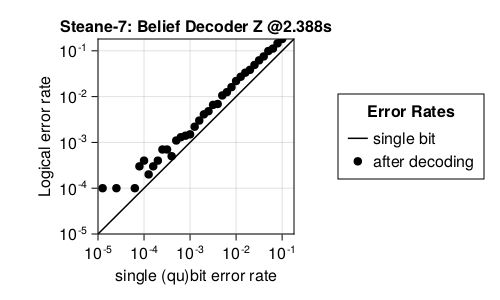 Steane-7: Belief Decoder Z @2.388s
Logical error rate
10⁻¹
10⁻²
10⁻³
10⁻⁴
10⁻⁵
10⁻⁵ 10⁻⁴ 10⁻³ 10⁻² 10⁻¹
single (qu)bit error rate
Error Rates
single bit
after decoding